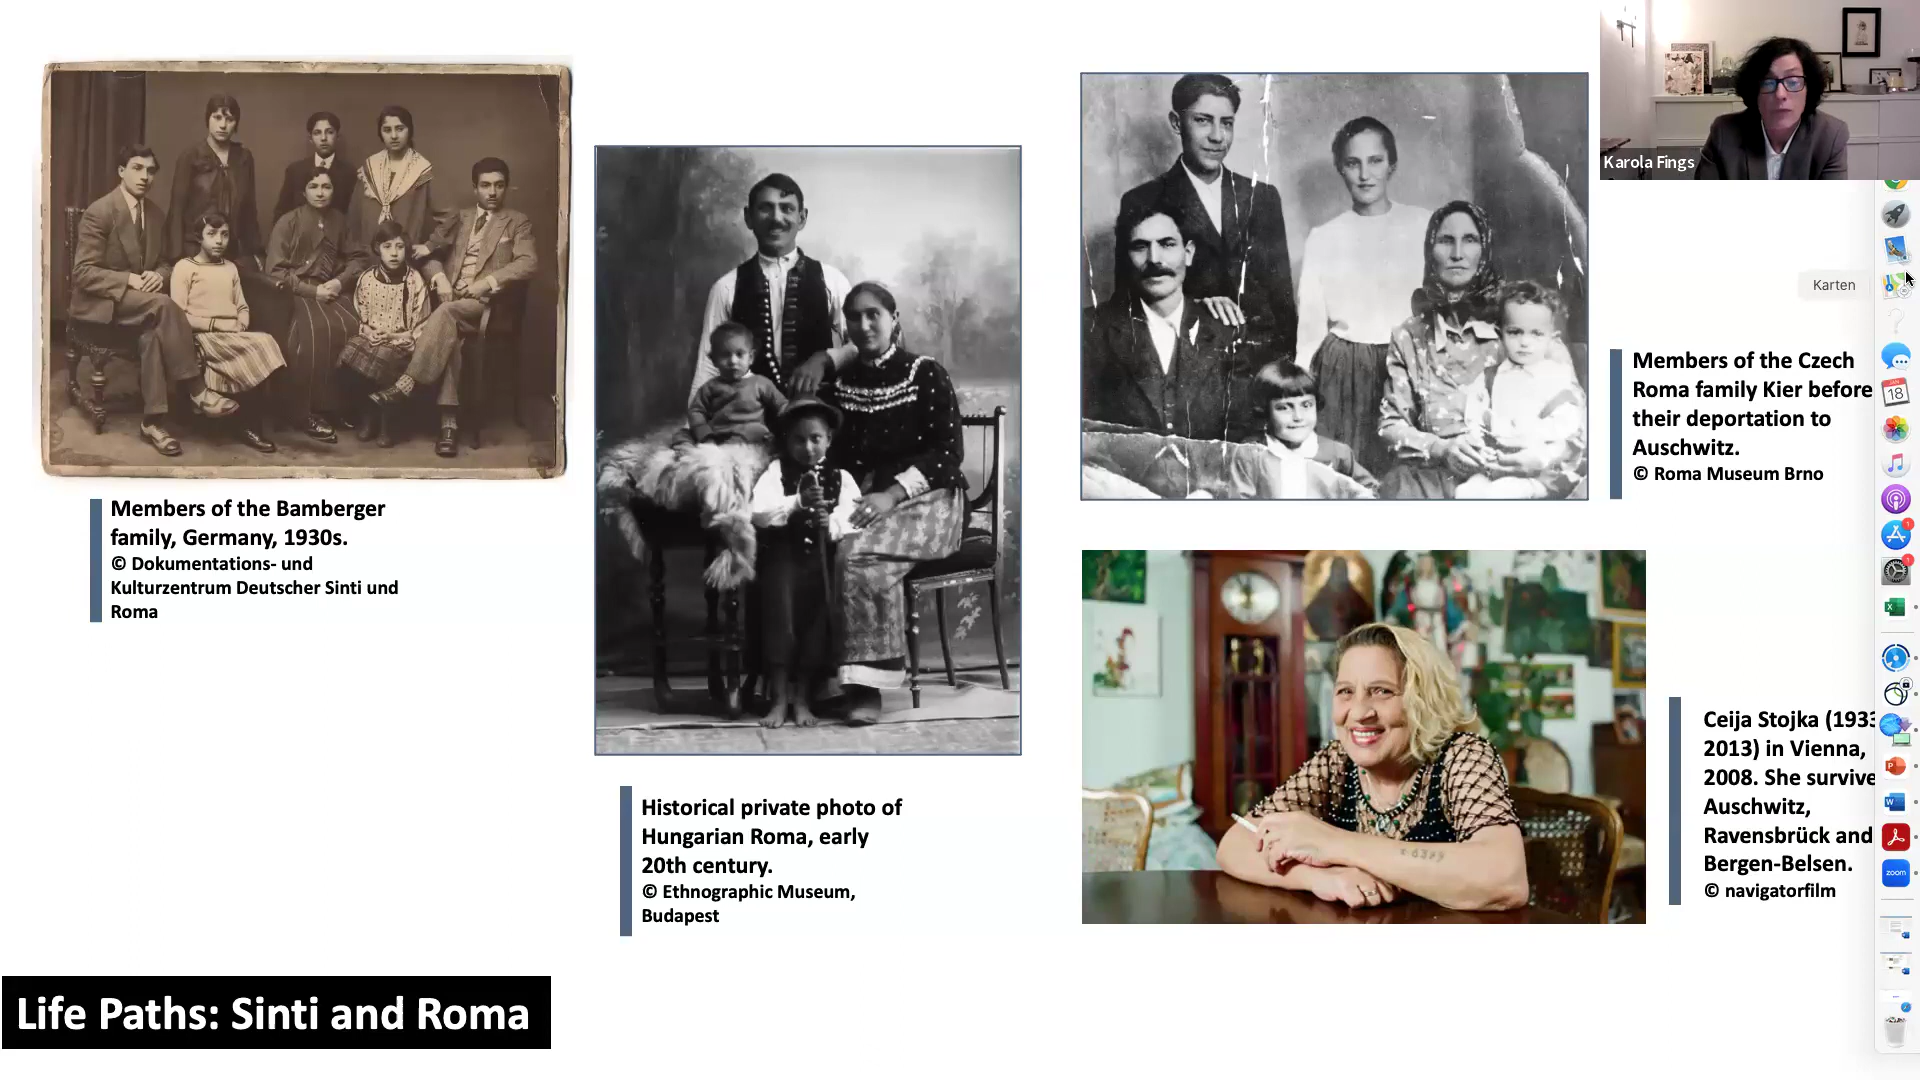 Karola Fings
Karten
JAN
18
Members of the Bamberger
family, Germany, 1930s.
© Dokumentations- und
Kulturzentrum Deutscher Sinti und
Roma
Historical private photo of
Hungarian Roma, early
20th century.
© Ethnographic Museum,
Budapest
Members of the Czech
Roma family Kier before
their deportation to
Auschwitz.
© Roma Museum Brno
Ceija Stojka (1933
2013) in Vienna,
2008. She survive
Auschwitz,
Ravensbrück and
Bergen-Belsen.
© navigatorfilm
zoom
Life Paths: Sinti and Roma